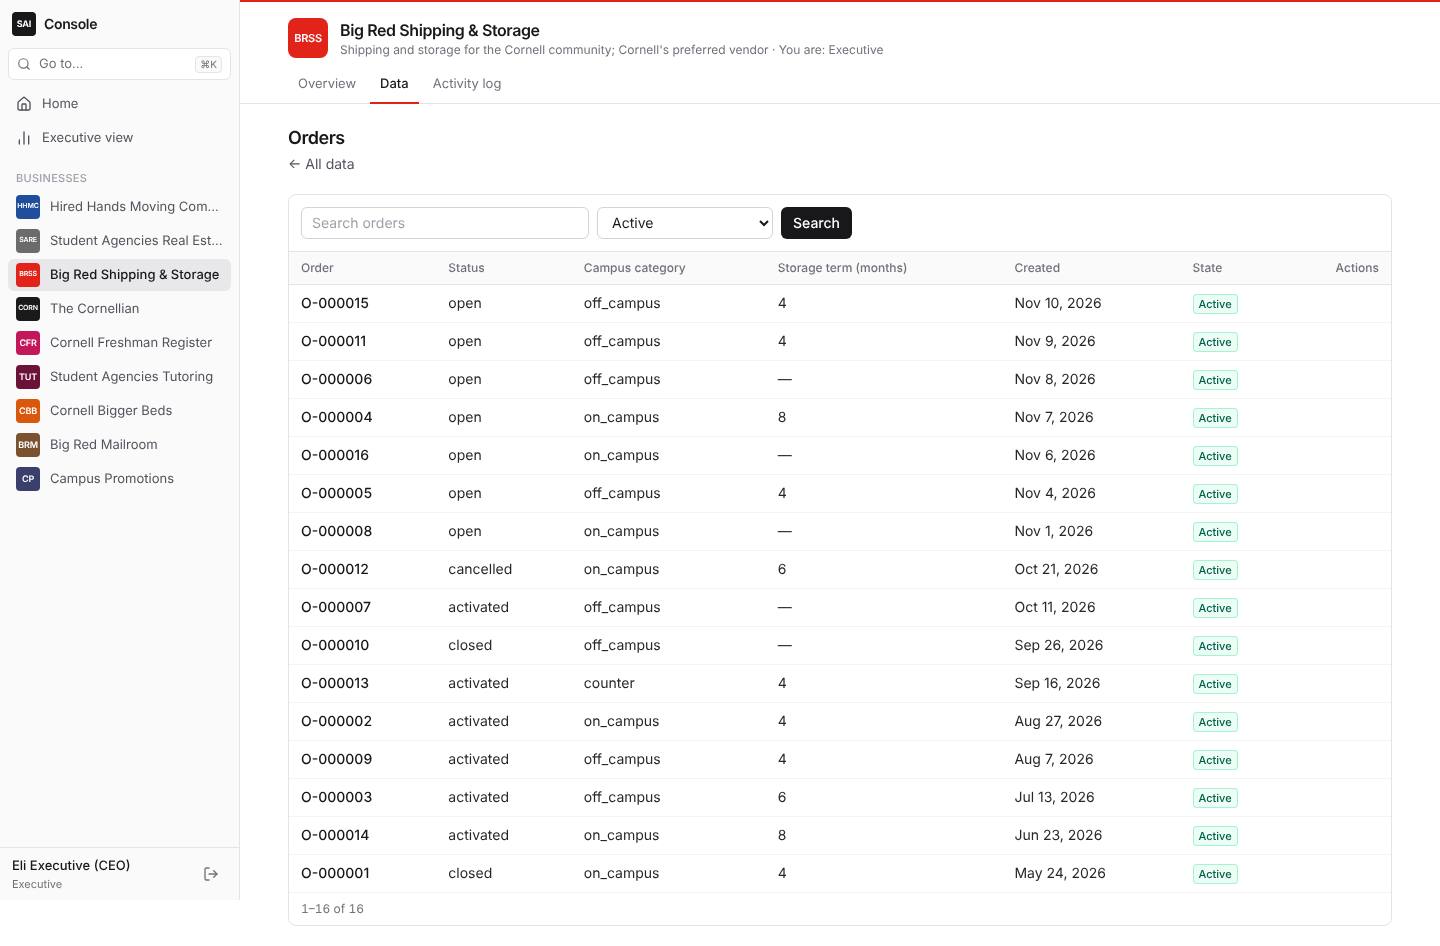 SAI Console
Go to... ⌘K
Home
Executive view
BUSINESSES
HHMC Hired Hands Moving Com...
SARE Student Agencies Real Est...
BRSS Big Red Shipping & Storage
CORN The Cornellian
CFR Cornell Freshman Register
TUT Student Agencies Tutoring
CBB Cornell Bigger Beds
BRM Big Red Mailroom
CP Campus Promotions
Eli Executive (CEO)
Executive
BRSS Big Red Shipping & Storage
Shipping and storage for the Cornell community; Cornell's preferred vendor · You are: Executive
Overview Data Activity log
Orders
← All data
Search orders Active Search
Order Status Campus category Storage term (months) Created State Actions
O-000015 open off_campus 4 Nov 10, 2026 Active
O-000011 open off_campus 4 Nov 9, 2026 Active
O-000006 open off_campus — Nov 8, 2026 Active
O-000004 open on_campus 8 Nov 7, 2026 Active
O-000016 open on_campus — Nov 6, 2026 Active
O-000005 open off_campus 4 Nov 4, 2026 Active
O-000008 open on_campus — Nov 1, 2026 Active
O-000012 cancelled on_campus 6 Oct 21, 2026 Active
O-000007 activated off_campus — Oct 11, 2026 Active
O-000010 closed off_campus — Sep 26, 2026 Active
O-000013 activated counter 4 Sep 16, 2026 Active
O-000002 activated on_campus 4 Aug 27, 2026 Active
O-000009 activated off_campus 4 Aug 7, 2026 Active
O-000003 activated off_campus 6 Jul 13, 2026 Active
O-000014 activated on_campus 8 Jun 23, 2026 Active
O-000001 closed on_campus 4 May 24, 2026 Active
1–16 of 16